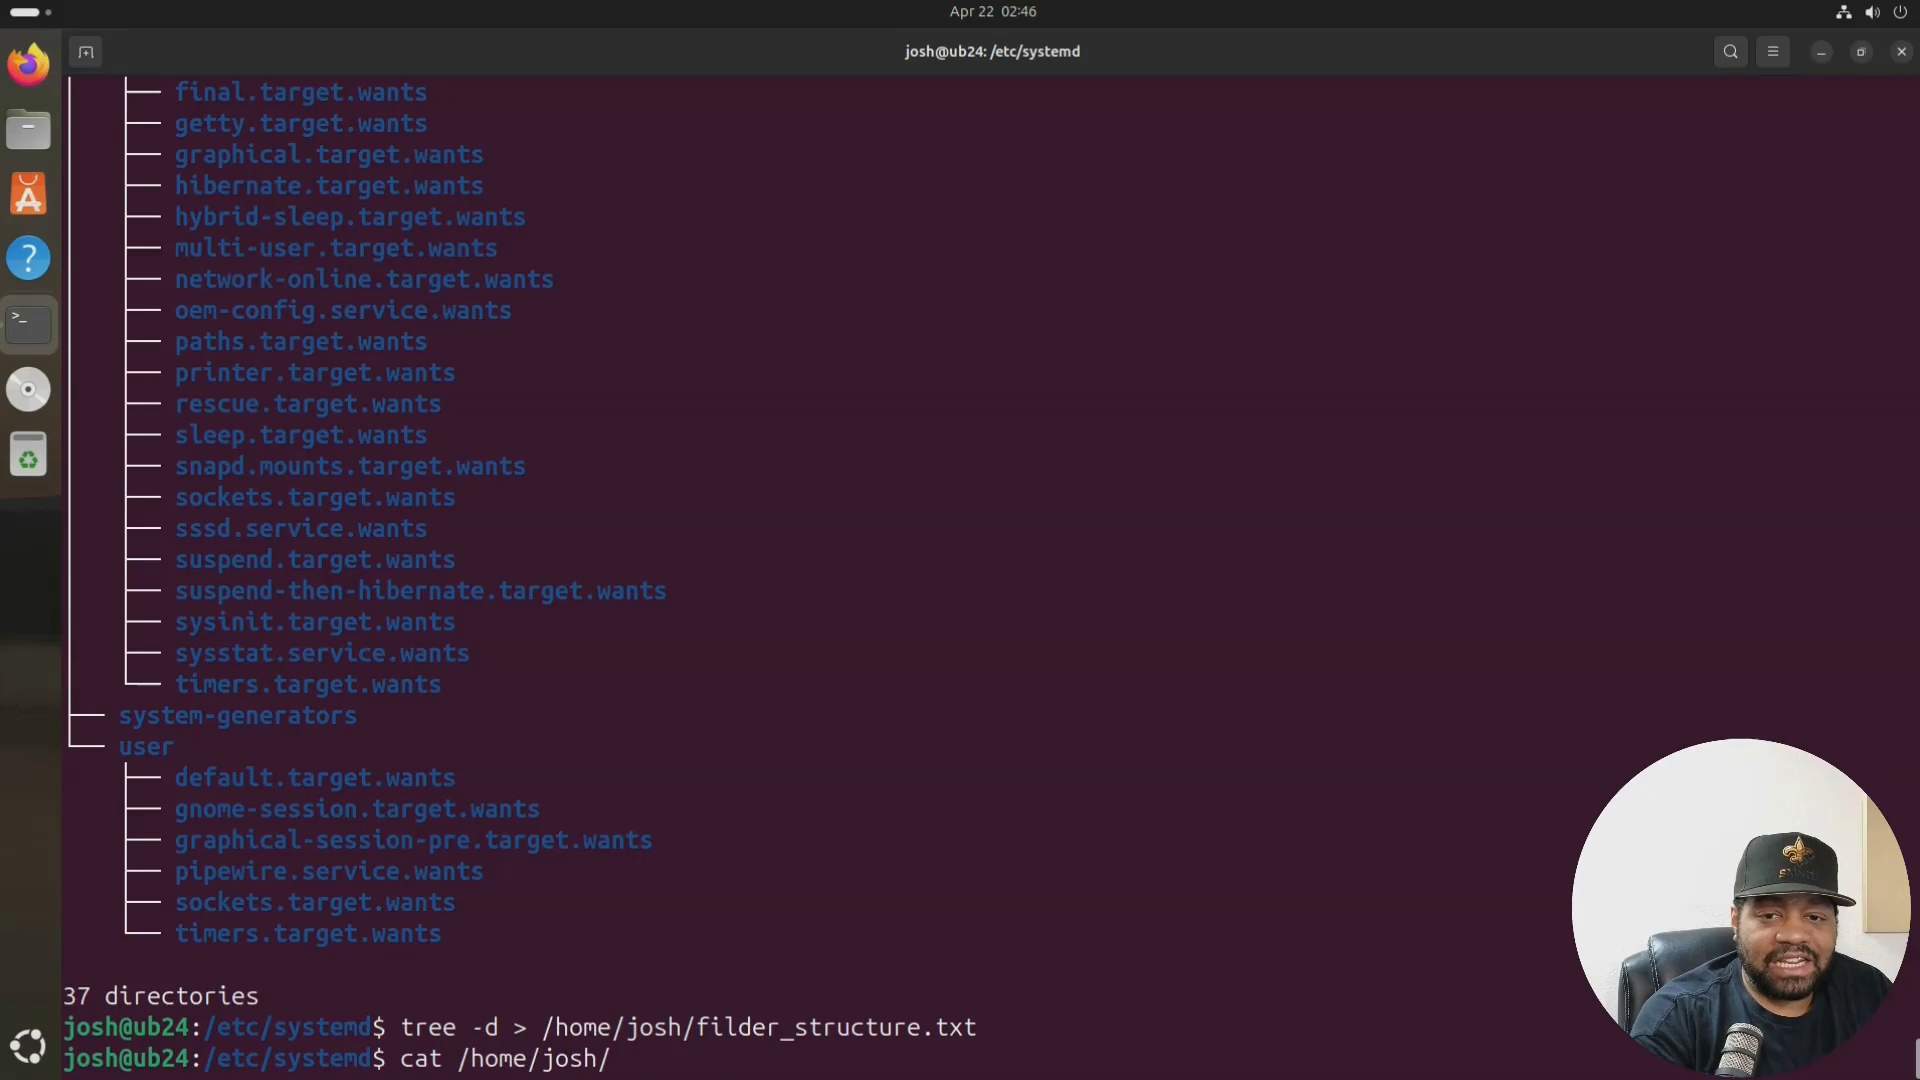 Apr 22 02:46
josh@ub24: /etc/systemd
final.target.wants
getty.target.wants
graphical.target.wants
hibernate.target.wants
hybrid-sleep.target.wants
multi-user.target.wants
network-online.target.wants
oem-config.service.wants
paths.target.wants
printer.target.wants
rescue.target.wants
sleep.target.wants
snapd.mounts.target.wants
sockets.target.wants
sssd.service.wants
suspend.target.wants
suspend-then-hibernate.target.wants
sysinit.target.wants
sysstat.service.wants
timers.target.wants
system-generators
user
default.target.wants
gnome-session.target.wants
graphical-session-pre.target.wants
pipewire.service.wants
sockets.target.wants
timers.target.wants
37 directories
josh@ub24:/etc/systemd$ tree -d > /home/josh/filder_structure.txt
josh@ub24:/etc/systemd$ cat /home/josh/